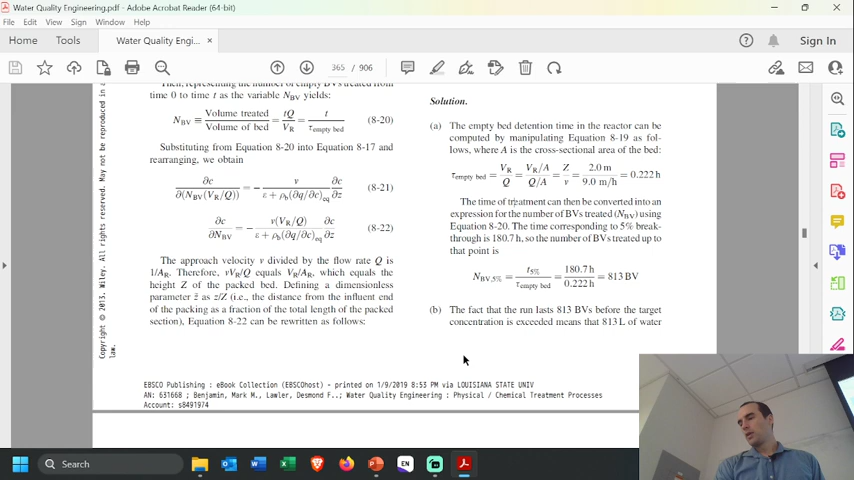 Water Quality Engineering.pdf - Adobe Acrobat Reader (64-bit)
File Edit View Sign Window Help
Home Tools Water Quality Engi... × Sign In
365 / 906
time 0 to time t as the variable N_BV yields:
N_BV ≡ Volume treated / Volume of bed = tQ / V_R = t / τ_empty bed (8-20)
Substituting from Equation 8-20 into Equation 8-17 and
rearranging, we obtain
∂c / ∂(N_BV(V_R/Q)) = − v / (ε + ρ_b(∂q/∂c)_eq) ∂c/∂z (8-21)
∂c / ∂N_BV = − v(V_R/Q) / (ε + ρ_b(∂q/∂c)_eq) ∂c/∂z (8-22)
The approach velocity v divided by the flow rate Q is
1/A_R. Therefore, vV_R/Q equals V_R/A_R, which equals the
height Z of the packed bed. Defining a dimensionless
parameter z̃ as z/Z (i.e., the distance from the influent end
of the packing as a fraction of the total length of the packed
section), Equation 8-22 can be rewritten as follows:
Solution.
(a) The empty bed detention time in the reactor can be
computed by manipulating Equation 8-19 as fol-
lows, where A is the cross-sectional area of the bed:
τ_empty bed = V_R / Q = (V_R/A) / (Q/A) = Z / v = 2.0 m / 9.0 m/h = 0.222 h
The time of treatment can then be converted into an
expression for the number of BVs treated (N_BV) using
Equation 8-20. The time corresponding to 5% break-
through is 180.7 h, so the number of BVs treated up to
that point is
N_BV,5% = t_5% / τ_empty bed = 180.7 h / 0.222 h = 813 BV
(b) The fact that the run lasts 813 BVs before the target
concentration is exceeded means that 813 L of water
Copyright © 2013. Wiley. All rights reserved. May not be reproduced in
law.
EBSCO Publishing : eBook Collection (EBSCOhost) - printed on 1/9/2019 8:53 PM via LOUISIANA STATE UNIV
AN: 631668 ; Benjamin, Mark M., Lawler, Desmond F..; Water Quality Engineering : Physical / Chemical Treatment Processes
Account: s8491974
Search
EN